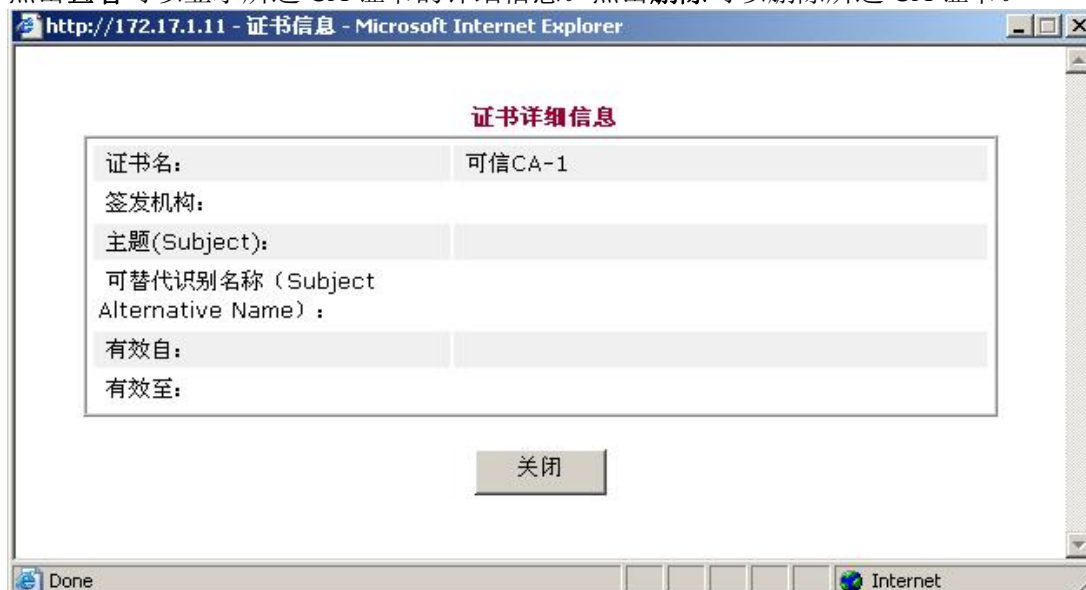 http://172.17.1.11 - 证书信息 - Microsoft Internet Explorer
证书详细信息
证书名: 可信CA-1
签发机构:
主题(Subject):
可替代识别名称（Subject
Alternative Name）:
有效自:
有效至:
关闭
Done Internet